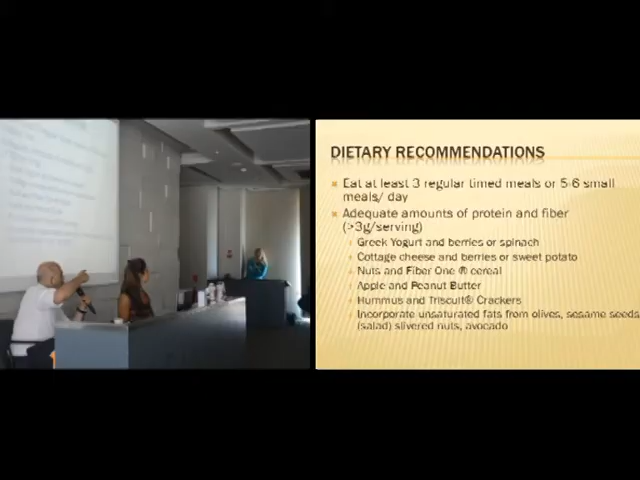 DIETARY RECOMMENDATIONS
Eat at least 3 regular timed meals or 5-6 small
meals/ day
Adequate amounts of protein and fiber
(>3g/serving)
Greek Yogurt and berries or spinach
Cottage cheese and berries or sweet potato
Nuts and Fiber One ® cereal
Apple and Peanut Butter
Hummus and Triscuit® Crackers
Incorporate unsaturated fats from olives, sesame seeds
(salad) slivered nuts, avocado